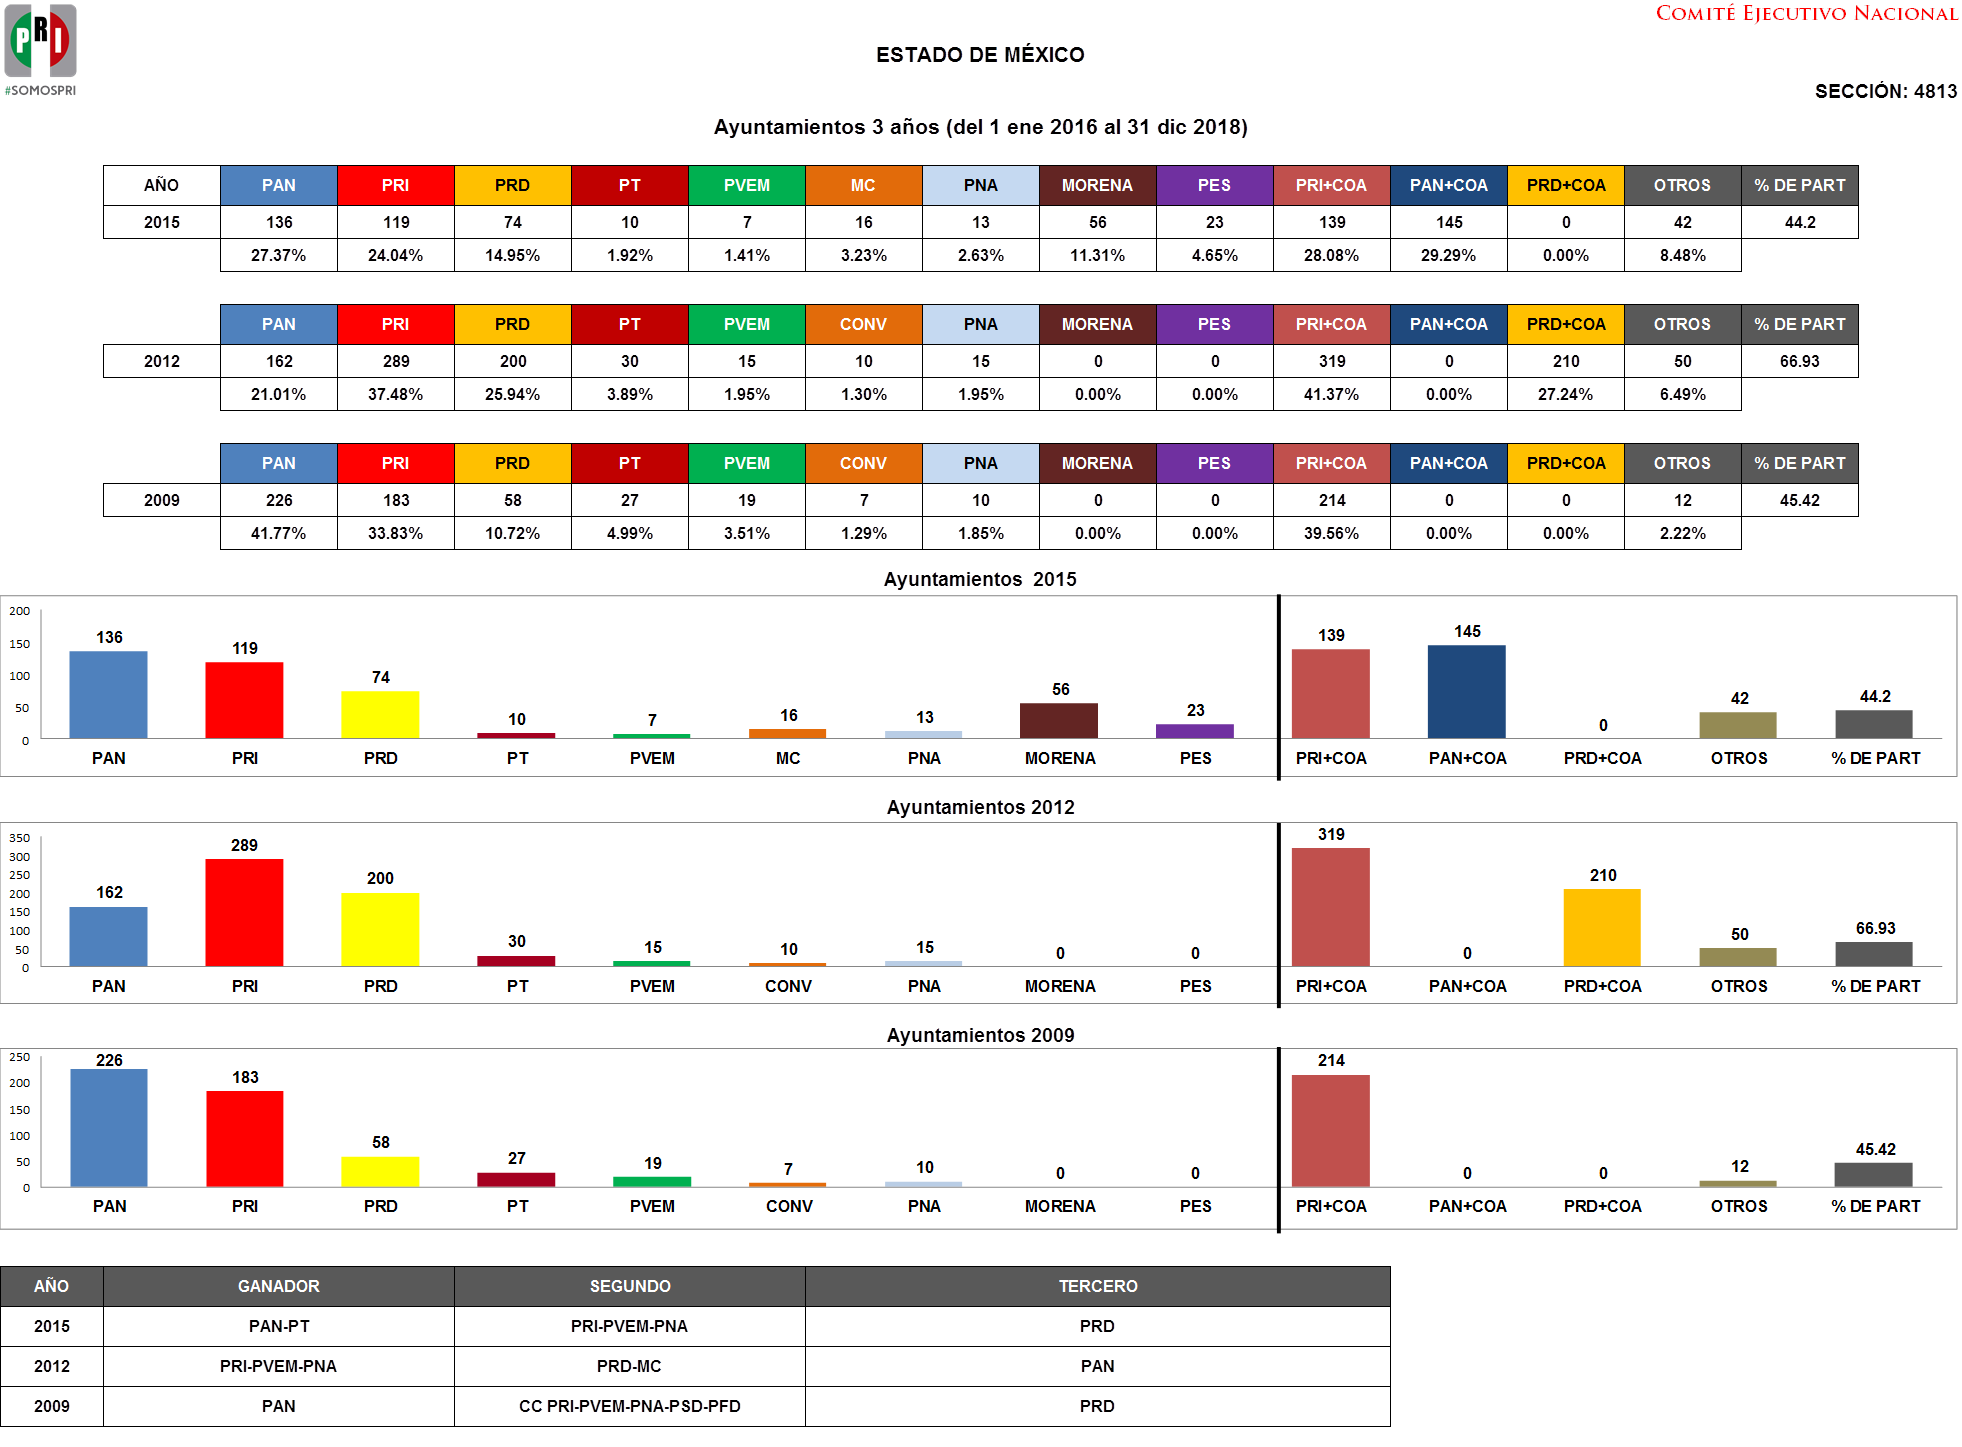 PRI
#SOMOSPRI
COMITÉ EJECUTIVO NACIONAL
ESTADO DE MÉXICO
SECCIÓN: 4813
Ayuntamientos 3 años (del 1 ene 2016 al 31 dic 2018)
AÑO PAN PRI PRD PT PVEM MC PNA MORENA PES PRI+COA PAN+COA PRD+COA OTROS % DE PART
2015 136 119 74 10 7 16 13 56 23 139 145 0 42 44.2
27.37% 24.04% 14.95% 1.92% 1.41% 3.23% 2.63% 11.31% 4.65% 28.08% 29.29% 0.00% 8.48%
PAN PRI PRD PT PVEM CONV PNA MORENA PES PRI+COA PAN+COA PRD+COA OTROS % DE PART
2012 162 289 200 30 15 10 15 0 0 319 0 210 50 66.93
21.01% 37.48% 25.94% 3.89% 1.95% 1.30% 1.95% 0.00% 0.00% 41.37% 0.00% 27.24% 6.49%
PAN PRI PRD PT PVEM CONV PNA MORENA PES PRI+COA PAN+COA PRD+COA OTROS % DE PART
2009 226 183 58 27 19 7 10 0 0 214 0 0 12 45.42
41.77% 33.83% 10.72% 4.99% 3.51% 1.29% 1.85% 0.00% 0.00% 39.56% 0.00% 0.00% 2.22%
Ayuntamientos 2015
200
150
100
50
0
136 119 74 10 7 16 13 56 23 139 145 0 42 44.2
PAN PRI PRD PT PVEM MC PNA MORENA PES PRI+COA PAN+COA PRD+COA OTROS % DE PART
Ayuntamientos 2012
350
300
250
200
150
100
50
0
162 289 200 30 15 10 15 0 0 319 0 210 50 66.93
PAN PRI PRD PT PVEM CONV PNA MORENA PES PRI+COA PAN+COA PRD+COA OTROS % DE PART
Ayuntamientos 2009
250
200
150
100
50
0
226 183 58 27 19 7 10 0 0 214 0 0 12 45.42
PAN PRI PRD PT PVEM CONV PNA MORENA PES PRI+COA PAN+COA PRD+COA OTROS % DE PART
AÑO GANADOR SEGUNDO TERCERO
2015 PAN-PT PRI-PVEM-PNA PRD
2012 PRI-PVEM-PNA PRD-MC PAN
2009 PAN CC PRI-PVEM-PNA-PSD-PFD PRD